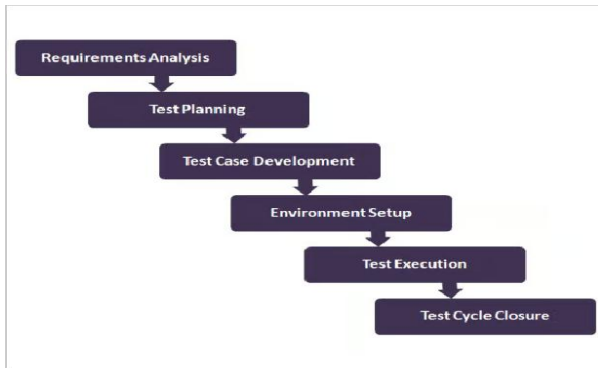 Requirements Analysis
Test Planning
Test Case Development
Environment Setup
Test Execution
Test Cycle Closure